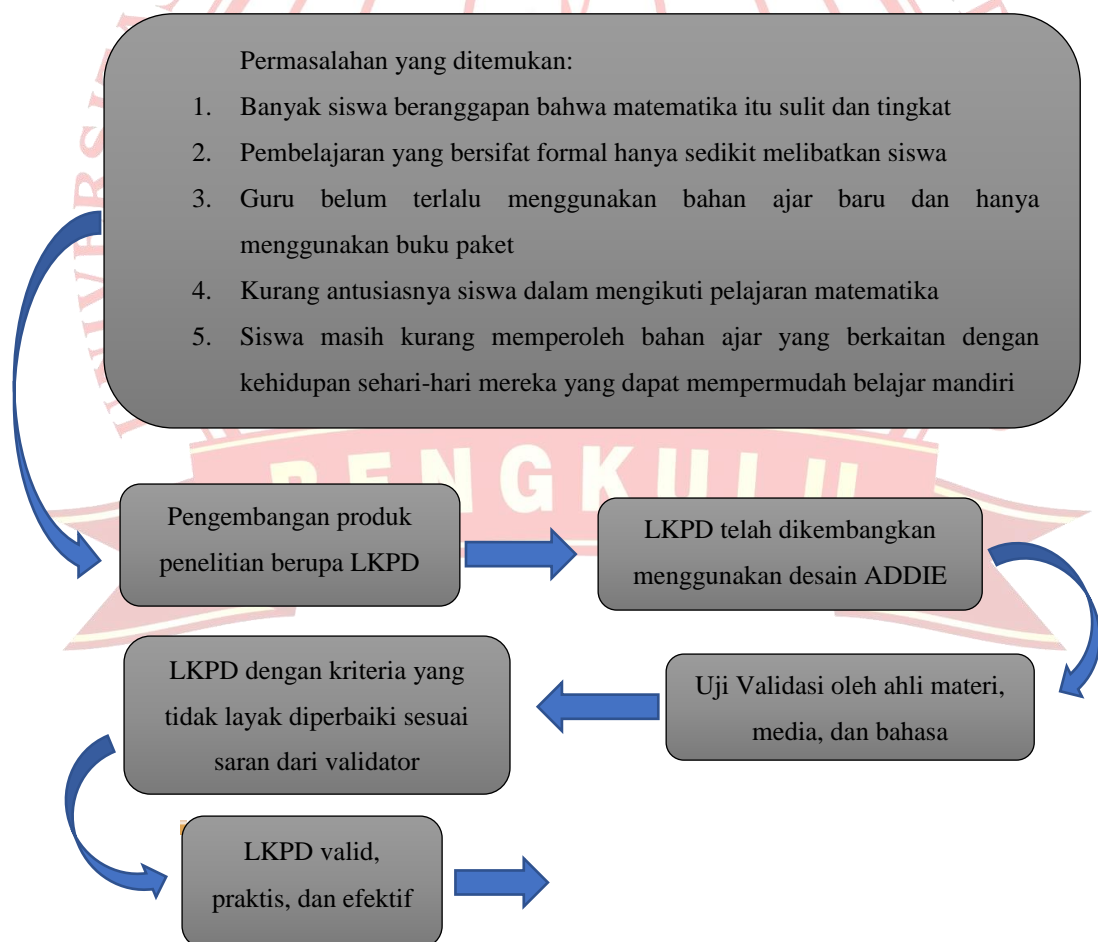 Permasalahan yang ditemukan:
1. Banyak siswa beranggapan bahwa matematika itu sulit dan tingkat
2. Pembelajaran yang bersifat formal hanya sedikit melibatkan siswa
3. Guru belum terlalu menggunakan bahan ajar baru dan hanya
menggunakan buku paket
4. Kurang antusiasnya siswa dalam mengikuti pelajaran matematika
5. Siswa masih kurang memperoleh bahan ajar yang berkaitan dengan
kehidupan sehari-hari mereka yang dapat mempermudah belajar mandiri
BENGKULU
Pengembangan produk
penelitian berupa LKPD
LKPD telah dikembangkan
menggunakan desain ADDIE
Uji Validasi oleh ahli materi,
media, dan bahasa
LKPD dengan kriteria yang
tidak layak diperbaiki sesuai
saran dari validator
LKPD valid,
praktis, dan efektif